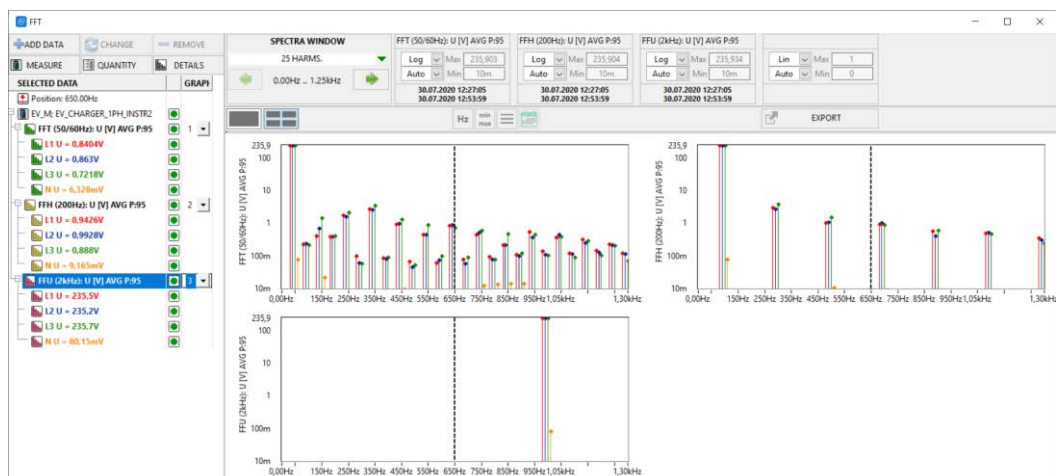 FFT
ADD DATA CHANGE REMOVE
MEASURE QUANTITY DETAILS
SELECTED DATA GRAPH
Position: 650.00Hz
EV_M: EV_CHARGER_1PH_INSTR2
FFT (50/60Hz): U [V] AVG P:95 1
L1 U = 0,8404V
L2 U = 0,863V
L3 U = 0,7218V
N U = 6,328mV
FFH (200Hz): U [V] AVG P:95 2
L1 U = 0,9426V
L2 U = 0,9928V
L3 U = 0,888V
N U = 9,165mV
FFU (2kHz): U [V] AVG P:95 3
L1 U = 235,5V
L2 U = 235,2V
L3 U = 235,7V
N U = 80,15mV
SPECTRA WINDOW
25 HARMS.
0.00Hz .. 1.25kHz
FFT (50/60Hz): U [V] AVG P:95
Log Max 235,903
Auto Min 10m
30.07.2020 12:27:05
30.07.2020 12:53:59
FFH (200Hz): U [V] AVG P:95
Log Max 235,904
Auto Min 10m
30.07.2020 12:27:05
30.07.2020 12:53:59
FFU (2kHz): U [V] AVG P:95
Log Max 235,934
Auto Min 10m
30.07.2020 12:27:05
30.07.2020 12:53:59
Lin Max 1
Auto Min 0
Hz min max EXPORT
FFT (50/60Hz): U [V] AVG P:95
235,9
100
10
1
100m
10m
0,00Hz 150Hz 250Hz 350Hz 450Hz 550Hz 650Hz 750Hz 850Hz 950Hz 1,05kHz 1,30kHz
FFH (200Hz): U [V] AVG P:95
235,9
100
10
1
100m
10m
0,00Hz 150Hz 250Hz 350Hz 450Hz 550Hz 650Hz 750Hz 850Hz 950Hz 1,05kHz 1,30kHz
FFU (2kHz): U [V] AVG P:95
235,9
100
10
1
100m
10m
0,00Hz 150Hz 250Hz 350Hz 450Hz 550Hz 650Hz 750Hz 850Hz 950Hz 1,05kHz 1,30kHz